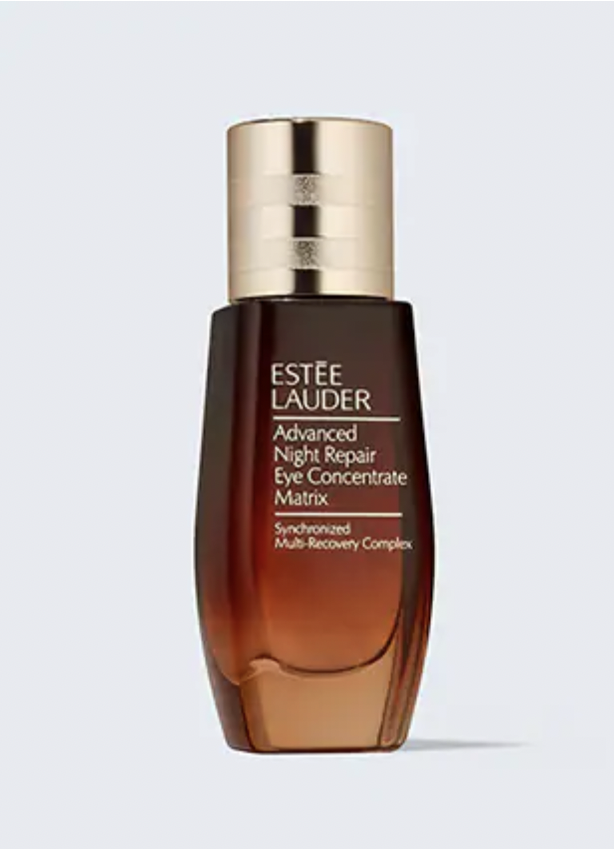 ESTĒE
LAUDER
Advanced
Night Repair
Eye Concentrate
Matrix
Synchronized
Multi-Recovery Complex